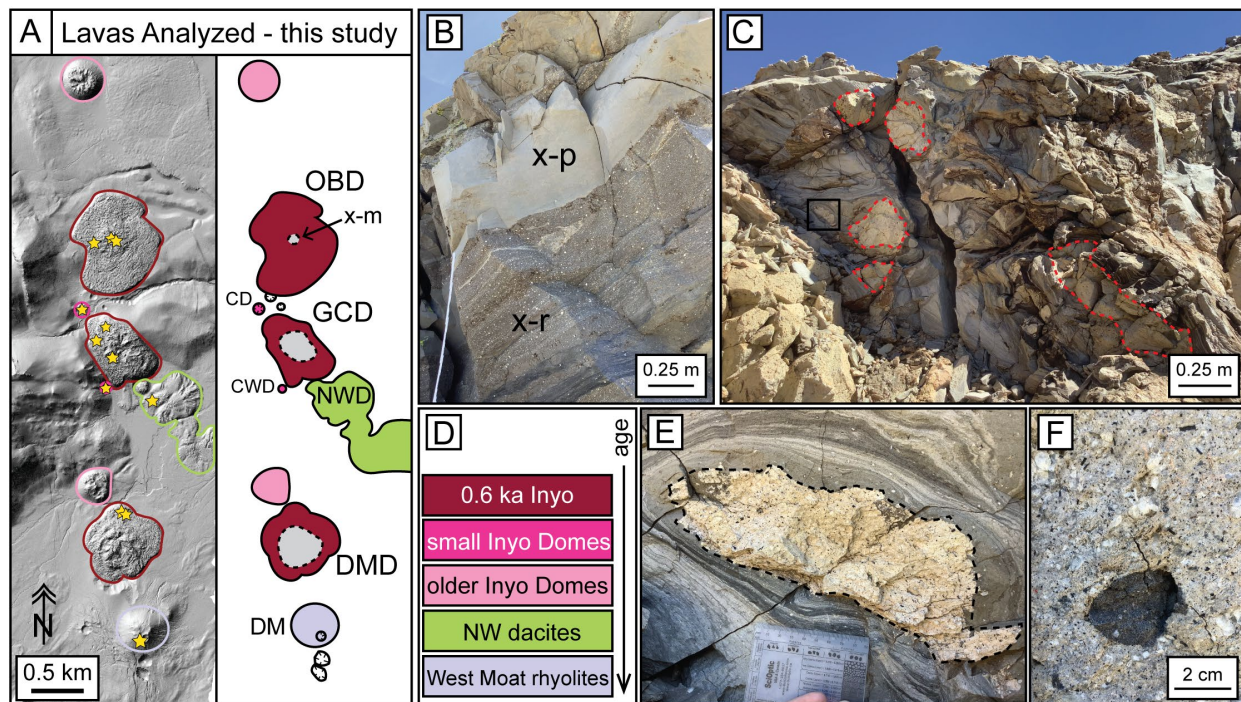 A
Lavas Analyzed - this study
OBD
x-m
CD
GCD
CWD
NWD
DMD
DM
N
0.5 km
B
x-p
x-r
0.25 m
C
0.25 m
D
age
0.6 ka Inyo
small Inyo Domes
older Inyo Domes
NW dacites
West Moat rhyolites
E
SciOptic
F
2 cm